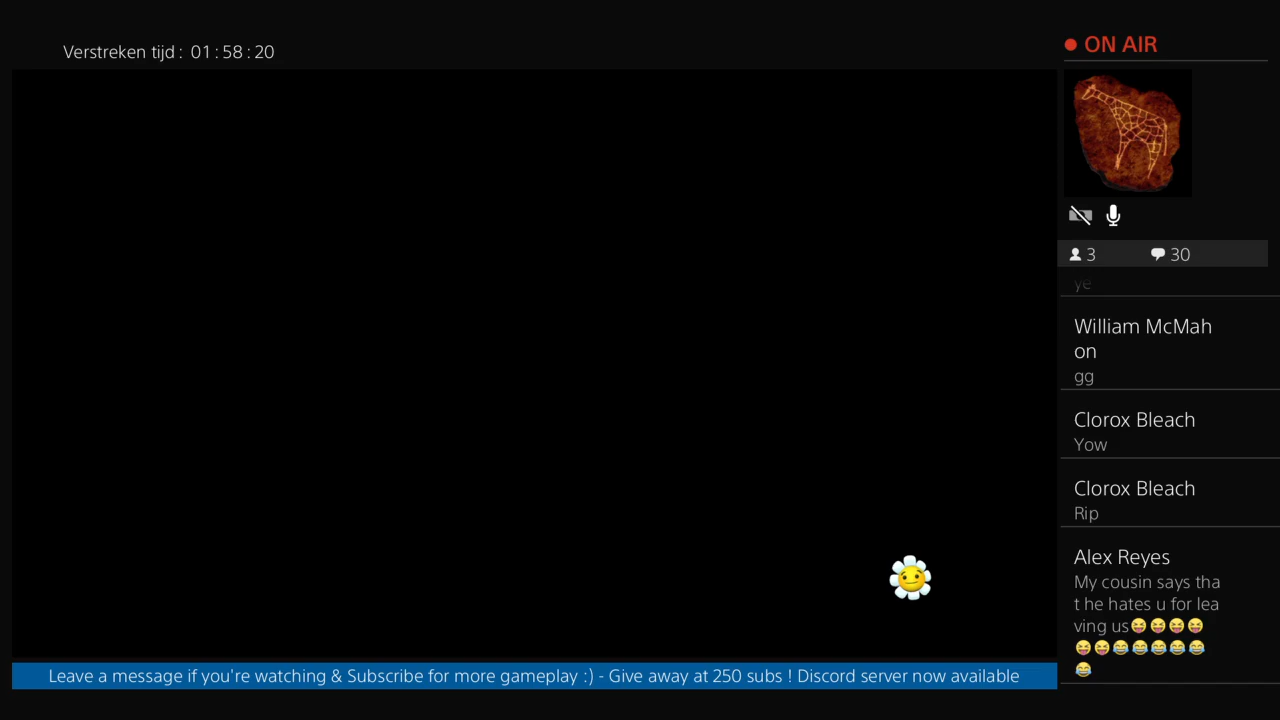 Verstreken tijd : 01 : 58 : 20
ON AIR
3 30
ye
William McMah
on
gg
Clorox Bleach
Yow
Clorox Bleach
Rip
Alex Reyes
My cousin says tha
t he hates u for lea
ving us😝😝😝😝
😝😝😂😂😂😂😂
😂
Leave a message if you're watching & Subscribe for more gameplay :) - Give away at 250 subs ! Discord server now available